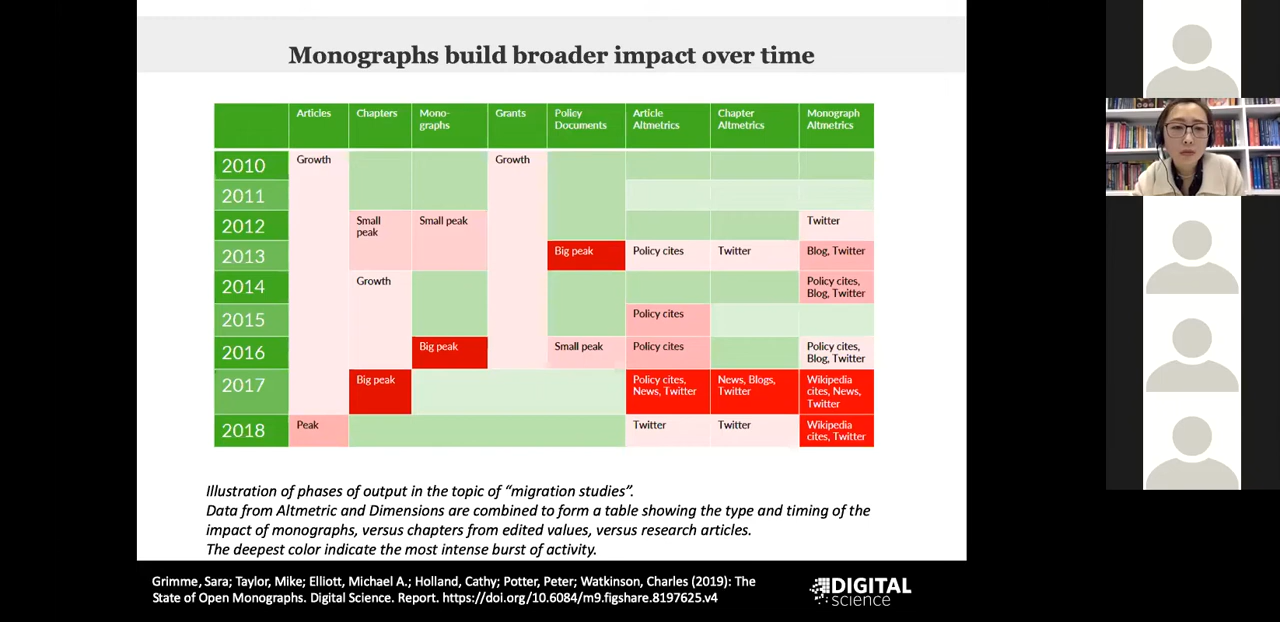 Monographs build broader impact over time
Articles
Chapters
Mono-
graphs
Grants
Policy
Documents
Article
Altmetrics
Chapter
Altmetrics
Monograph
Altmetrics
2010
Growth
Growth
2011
2012
Small
peak
Small peak
Twitter
2013
Big peak
Policy cites
Twitter
Blog, Twitter
2014
Growth
Policy cites,
Blog, Twitter
2015
Policy cites
2016
Big peak
Small peak
Policy cites
Policy cites,
Blog, Twitter
2017
Big peak
Policy cites,
News, Twitter
News, Blogs,
Twitter
Wikipedia
cites, News,
Twitter
2018
Peak
Twitter
Twitter
Wikipedia
cites, Twitter
Illustration of phases of output in the topic of “migration studies”.
Data from Altmetric and Dimensions are combined to form a table showing the type and timing of the
impact of monographs, versus chapters from edited values, versus research articles.
The deepest color indicate the most intense burst of activity.
Grimme, Sara; Taylor, Mike; Elliott, Michael A.; Holland, Cathy; Potter, Peter; Watkinson, Charles (2019): The
State of Open Monographs. Digital Science. Report. https://doi.org/10.6084/m9.figshare.8197625.v4
DIGITAL
science